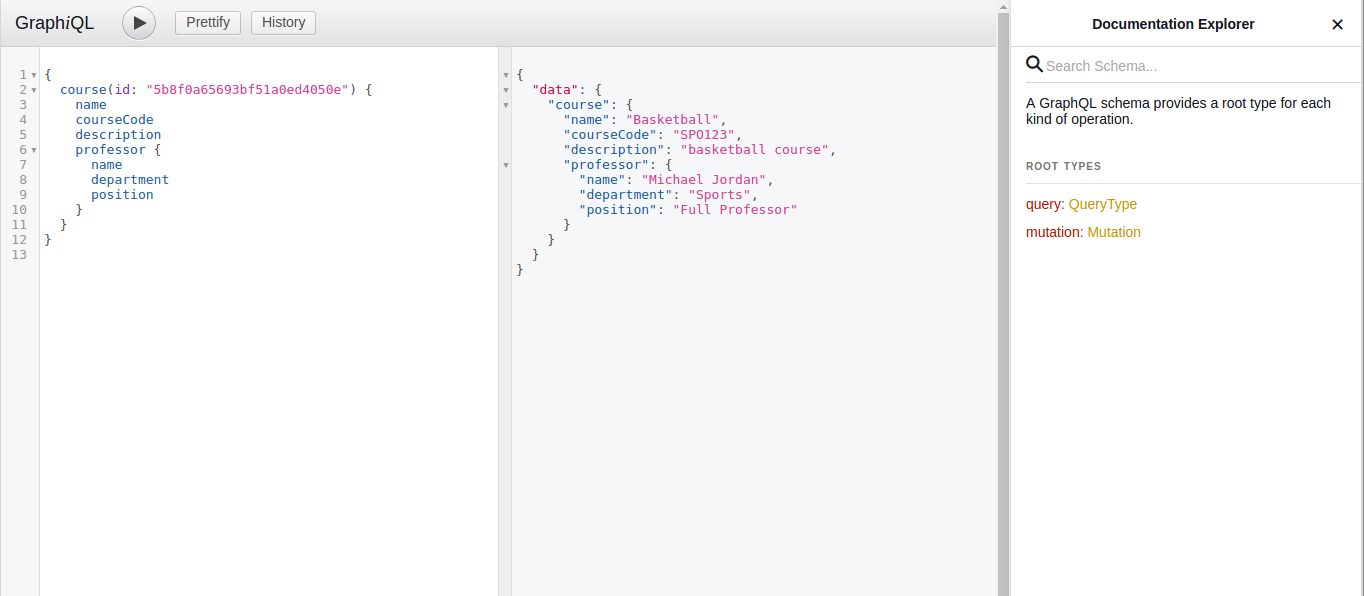 GraphiQL
Prettify
History
1 {
2   course(id: "5b8f0a65693bf51a0ed4050e") {
3     name
4     courseCode
5     description
6     professor {
7       name
8       department
9       position
10     }
11   }
12 }
13
{
  "data": {
    "course": {
      "name": "Basketball",
      "courseCode": "SPO123",
      "description": "basketball course",
      "professor": {
        "name": "Michael Jordan",
        "department": "Sports",
        "position": "Full Professor"
      }
    }
  }
}
Documentation Explorer
Search Schema...
A GraphQL schema provides a root type for each
kind of operation.
ROOT TYPES
query: QueryType
mutation: Mutation